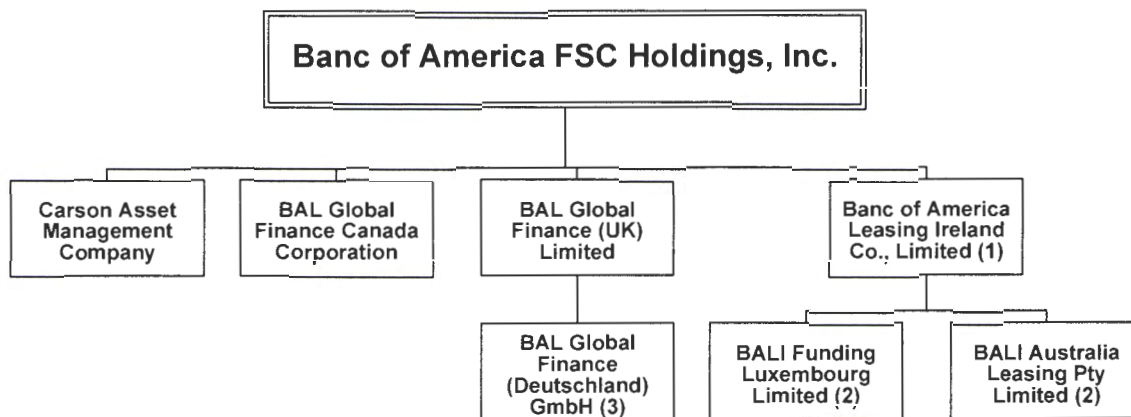 Banc of America FSC Holdings, Inc.
Carson Asset
Management
Company
BAL Global
Finance Canada
Corporation
BAL Global
Finance (UK)
Limited
Banc of America
Leasing Ireland
Co., Limited (1)
BAL Global
Finance
(Deutschland)
GmbH (3)
BALI Funding
Luxembourg
Limited (2)
BALI Australia
Leasing Pty
Limited (2)